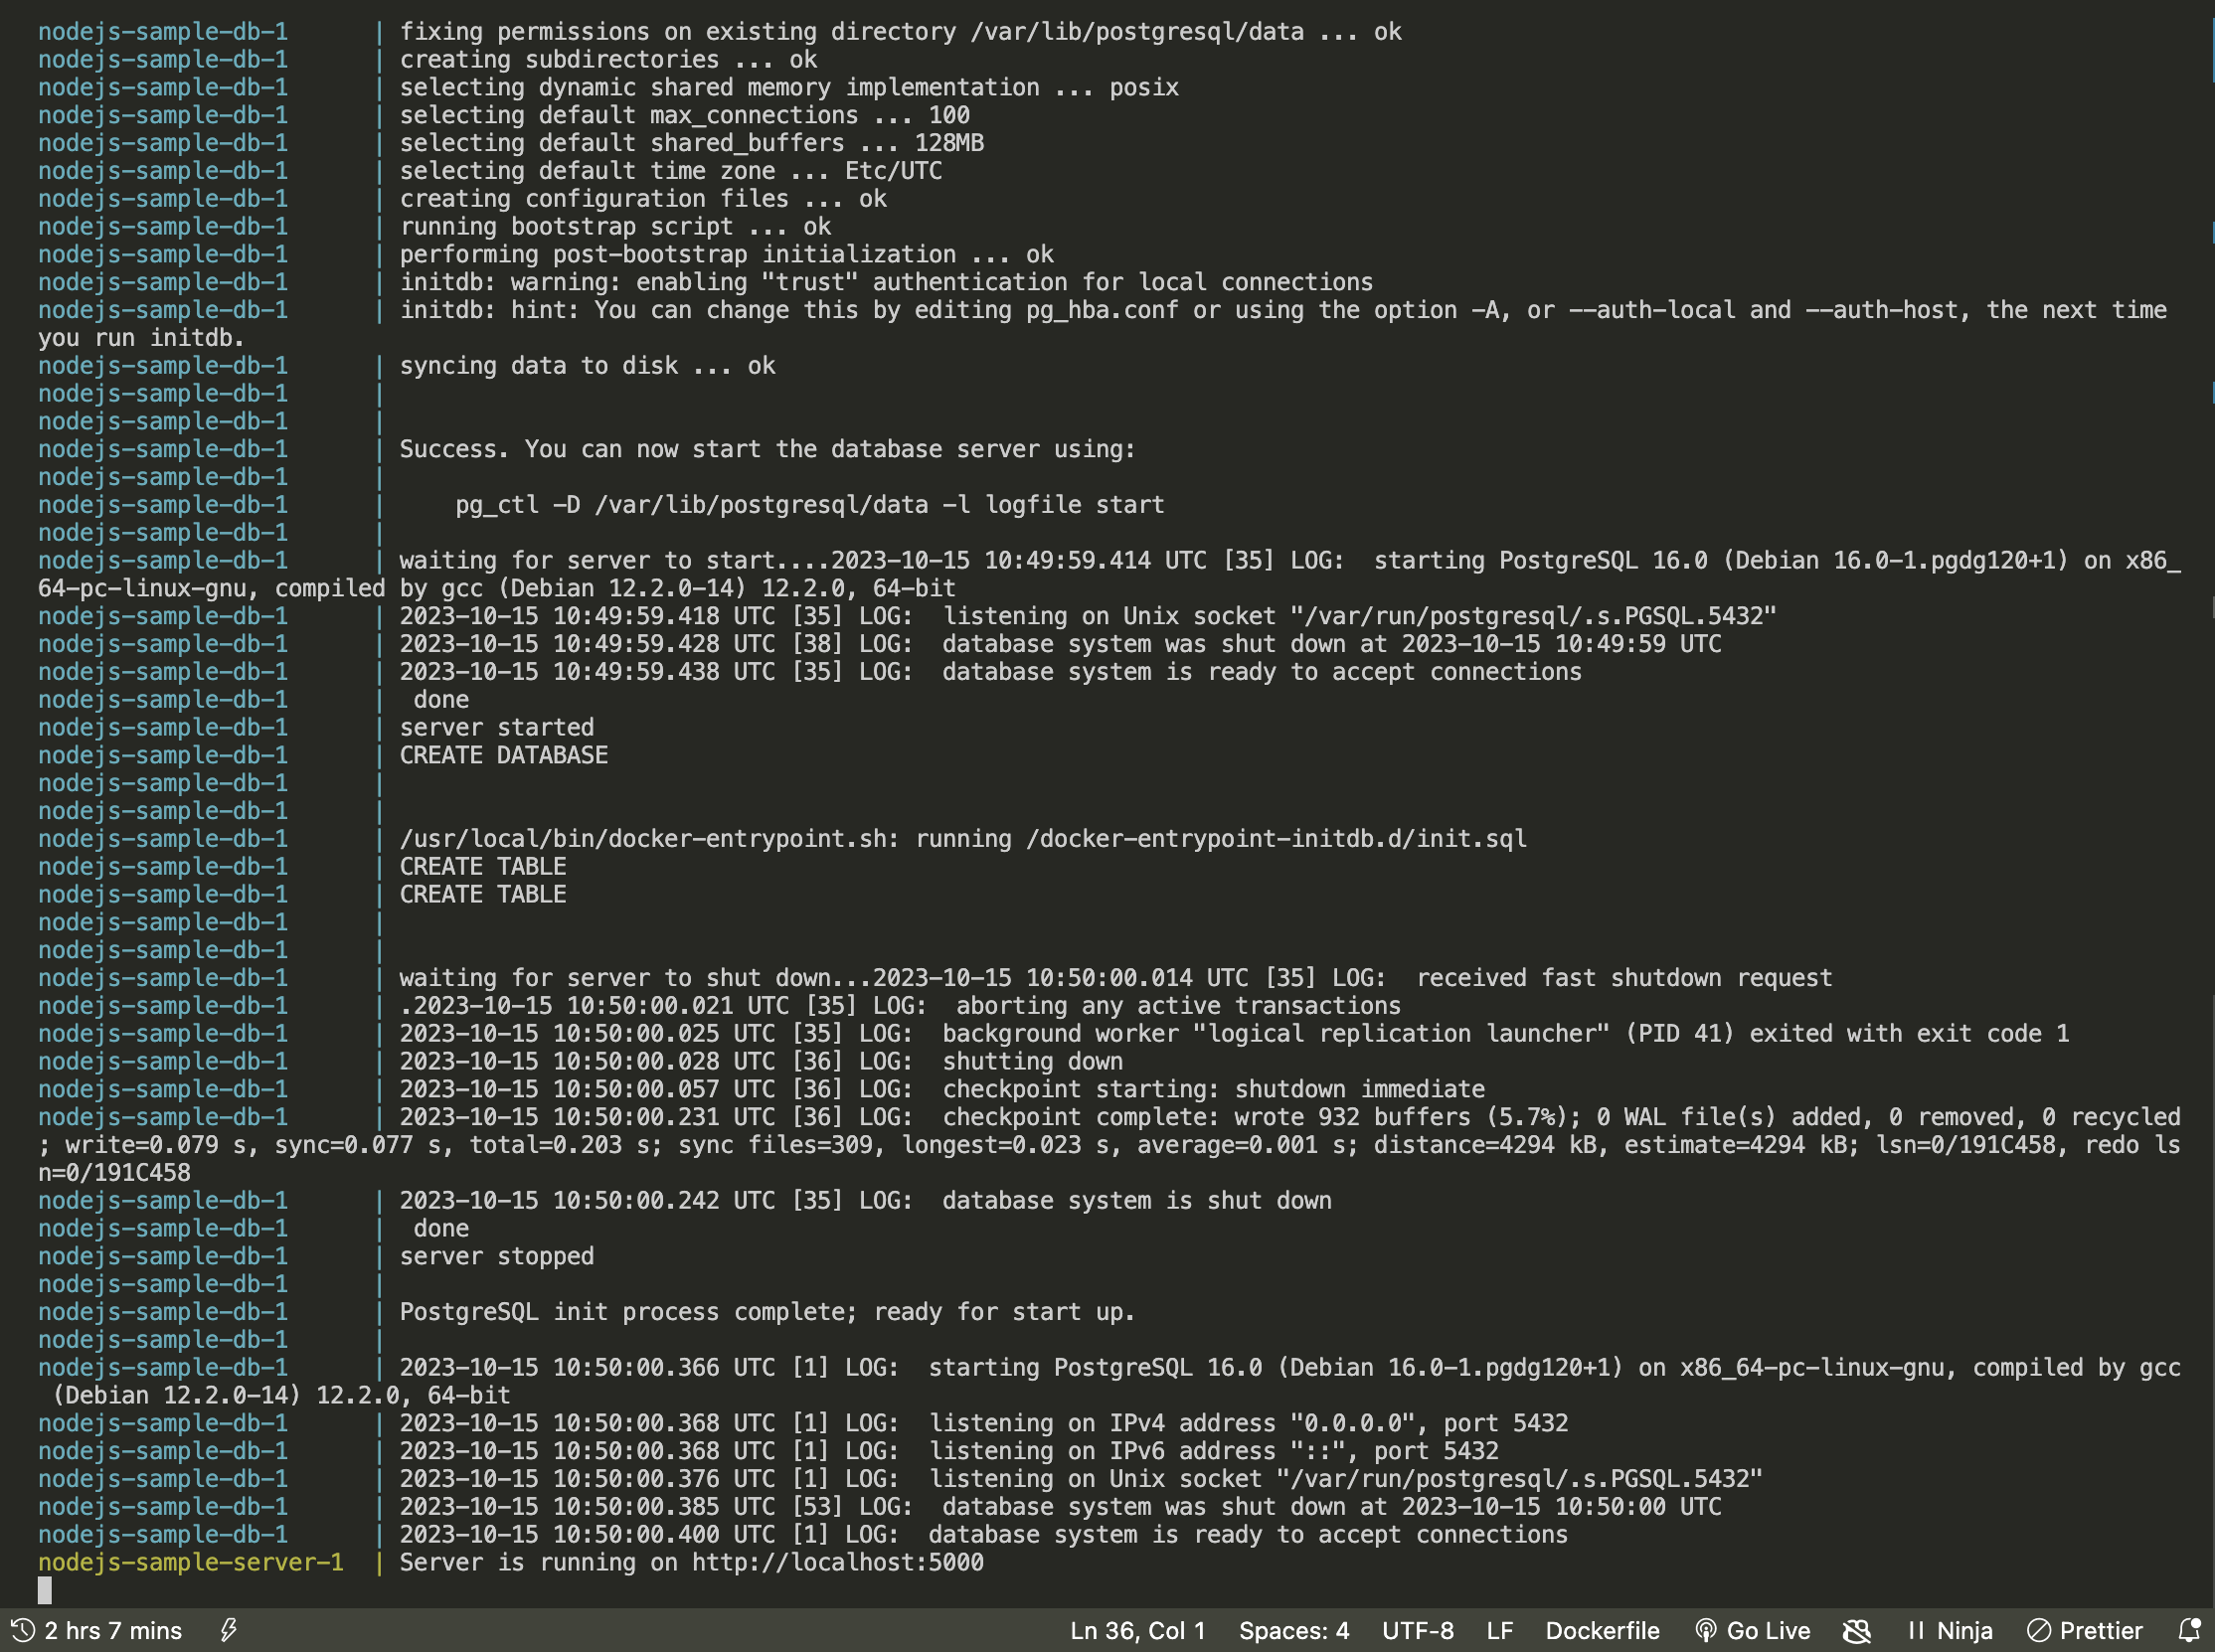 nodejs-sample-db-1      | fixing permissions on existing directory /var/lib/postgresql/data ... ok
nodejs-sample-db-1      | creating subdirectories ... ok
nodejs-sample-db-1      | selecting dynamic shared memory implementation ... posix
nodejs-sample-db-1      | selecting default max_connections ... 100
nodejs-sample-db-1      | selecting default shared_buffers ... 128MB
nodejs-sample-db-1      | selecting default time zone ... Etc/UTC
nodejs-sample-db-1      | creating configuration files ... ok
nodejs-sample-db-1      | running bootstrap script ... ok
nodejs-sample-db-1      | performing post-bootstrap initialization ... ok
nodejs-sample-db-1      | initdb: warning: enabling "trust" authentication for local connections
nodejs-sample-db-1      | initdb: hint: You can change this by editing pg_hba.conf or using the option -A, or --auth-local and --auth-host, the next time
you run initdb.
nodejs-sample-db-1      | syncing data to disk ... ok
nodejs-sample-db-1      |
nodejs-sample-db-1      |
nodejs-sample-db-1      | Success. You can now start the database server using:
nodejs-sample-db-1      |
nodejs-sample-db-1      |     pg_ctl -D /var/lib/postgresql/data -l logfile start
nodejs-sample-db-1      |
nodejs-sample-db-1      | waiting for server to start....2023-10-15 10:49:59.414 UTC [35] LOG:  starting PostgreSQL 16.0 (Debian 16.0-1.pgdg120+1) on x86_
64-pc-linux-gnu, compiled by gcc (Debian 12.2.0-14) 12.2.0, 64-bit
nodejs-sample-db-1      | 2023-10-15 10:49:59.418 UTC [35] LOG:  listening on Unix socket "/var/run/postgresql/.s.PGSQL.5432"
nodejs-sample-db-1      | 2023-10-15 10:49:59.428 UTC [38] LOG:  database system was shut down at 2023-10-15 10:49:59 UTC
nodejs-sample-db-1      | 2023-10-15 10:49:59.438 UTC [35] LOG:  database system is ready to accept connections
nodejs-sample-db-1      |  done
nodejs-sample-db-1      | server started
nodejs-sample-db-1      | CREATE DATABASE
nodejs-sample-db-1      |
nodejs-sample-db-1      |
nodejs-sample-db-1      | /usr/local/bin/docker-entrypoint.sh: running /docker-entrypoint-initdb.d/init.sql
nodejs-sample-db-1      | CREATE TABLE
nodejs-sample-db-1      | CREATE TABLE
nodejs-sample-db-1      |
nodejs-sample-db-1      |
nodejs-sample-db-1      | waiting for server to shut down...2023-10-15 10:50:00.014 UTC [35] LOG:  received fast shutdown request
nodejs-sample-db-1      | .2023-10-15 10:50:00.021 UTC [35] LOG:  aborting any active transactions
nodejs-sample-db-1      | 2023-10-15 10:50:00.025 UTC [35] LOG:  background worker "logical replication launcher" (PID 41) exited with exit code 1
nodejs-sample-db-1      | 2023-10-15 10:50:00.028 UTC [36] LOG:  shutting down
nodejs-sample-db-1      | 2023-10-15 10:50:00.057 UTC [36] LOG:  checkpoint starting: shutdown immediate
nodejs-sample-db-1      | 2023-10-15 10:50:00.231 UTC [36] LOG:  checkpoint complete: wrote 932 buffers (5.7%); 0 WAL file(s) added, 0 removed, 0 recycled
; write=0.079 s, sync=0.077 s, total=0.203 s; sync files=309, longest=0.023 s, average=0.001 s; distance=4294 kB, estimate=4294 kB; lsn=0/191C458, redo ls
n=0/191C458
nodejs-sample-db-1      | 2023-10-15 10:50:00.242 UTC [35] LOG:  database system is shut down
nodejs-sample-db-1      |  done
nodejs-sample-db-1      | server stopped
nodejs-sample-db-1      |
nodejs-sample-db-1      | PostgreSQL init process complete; ready for start up.
nodejs-sample-db-1      |
nodejs-sample-db-1      | 2023-10-15 10:50:00.366 UTC [1] LOG:  starting PostgreSQL 16.0 (Debian 16.0-1.pgdg120+1) on x86_64-pc-linux-gnu, compiled by gcc
 (Debian 12.2.0-14) 12.2.0, 64-bit
nodejs-sample-db-1      | 2023-10-15 10:50:00.368 UTC [1] LOG:  listening on IPv4 address "0.0.0.0", port 5432
nodejs-sample-db-1      | 2023-10-15 10:50:00.368 UTC [1] LOG:  listening on IPv6 address "::", port 5432
nodejs-sample-db-1      | 2023-10-15 10:50:00.376 UTC [1] LOG:  listening on Unix socket "/var/run/postgresql/.s.PGSQL.5432"
nodejs-sample-db-1      | 2023-10-15 10:50:00.385 UTC [53] LOG:  database system was shut down at 2023-10-15 10:50:00 UTC
nodejs-sample-db-1      | 2023-10-15 10:50:00.400 UTC [1] LOG:  database system is ready to accept connections
nodejs-sample-server-1  | Server is running on http://localhost:5000
2 hrs 7 mins Ln 36, Col 1 Spaces: 4 UTF-8 LF Dockerfile Go Live Ninja Prettier